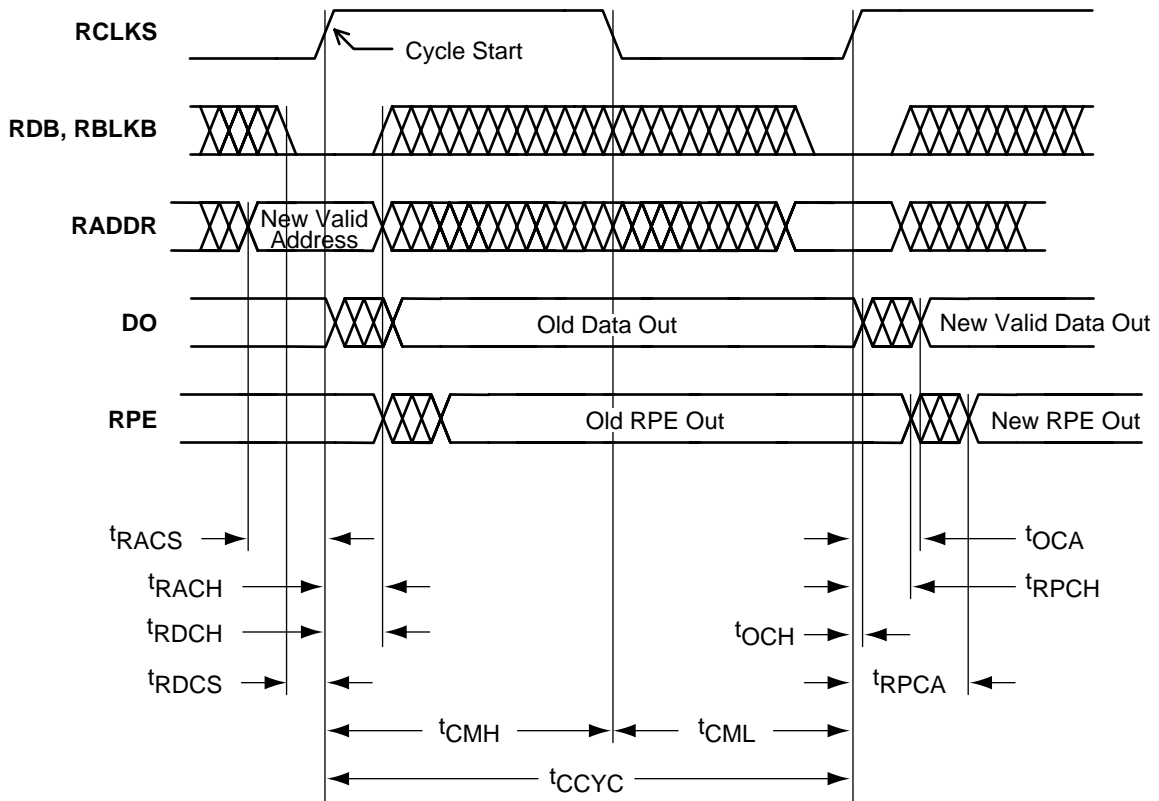 RCLKS
Cycle Start
RDB, RBLKB
RADDR
New Valid
Address
DO
Old Data Out
New Valid Data Out
RPE
Old RPE Out
New RPE Out
tRACS
tOCA
tRACH
tRPCH
tRDCH
tOCH
tRDCS
tRPCA
tCMH
tCML
tCCYC